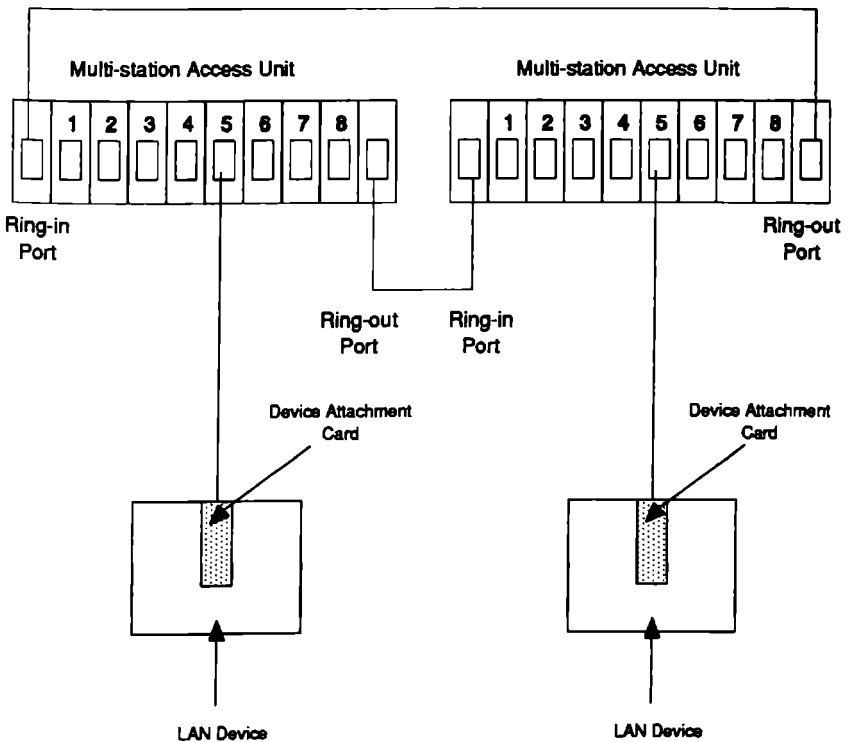 Multi-station Access Unit
Multi-station Access Unit
1 2 3 4 5 6 7 8
1 2 3 4 5 6 7 8
Ring-in
Port
Ring-out
Port
Ring-out
Port
Ring-in
Port
Device Attachment
Card
Device Attachment
Card
LAN Device
LAN Device